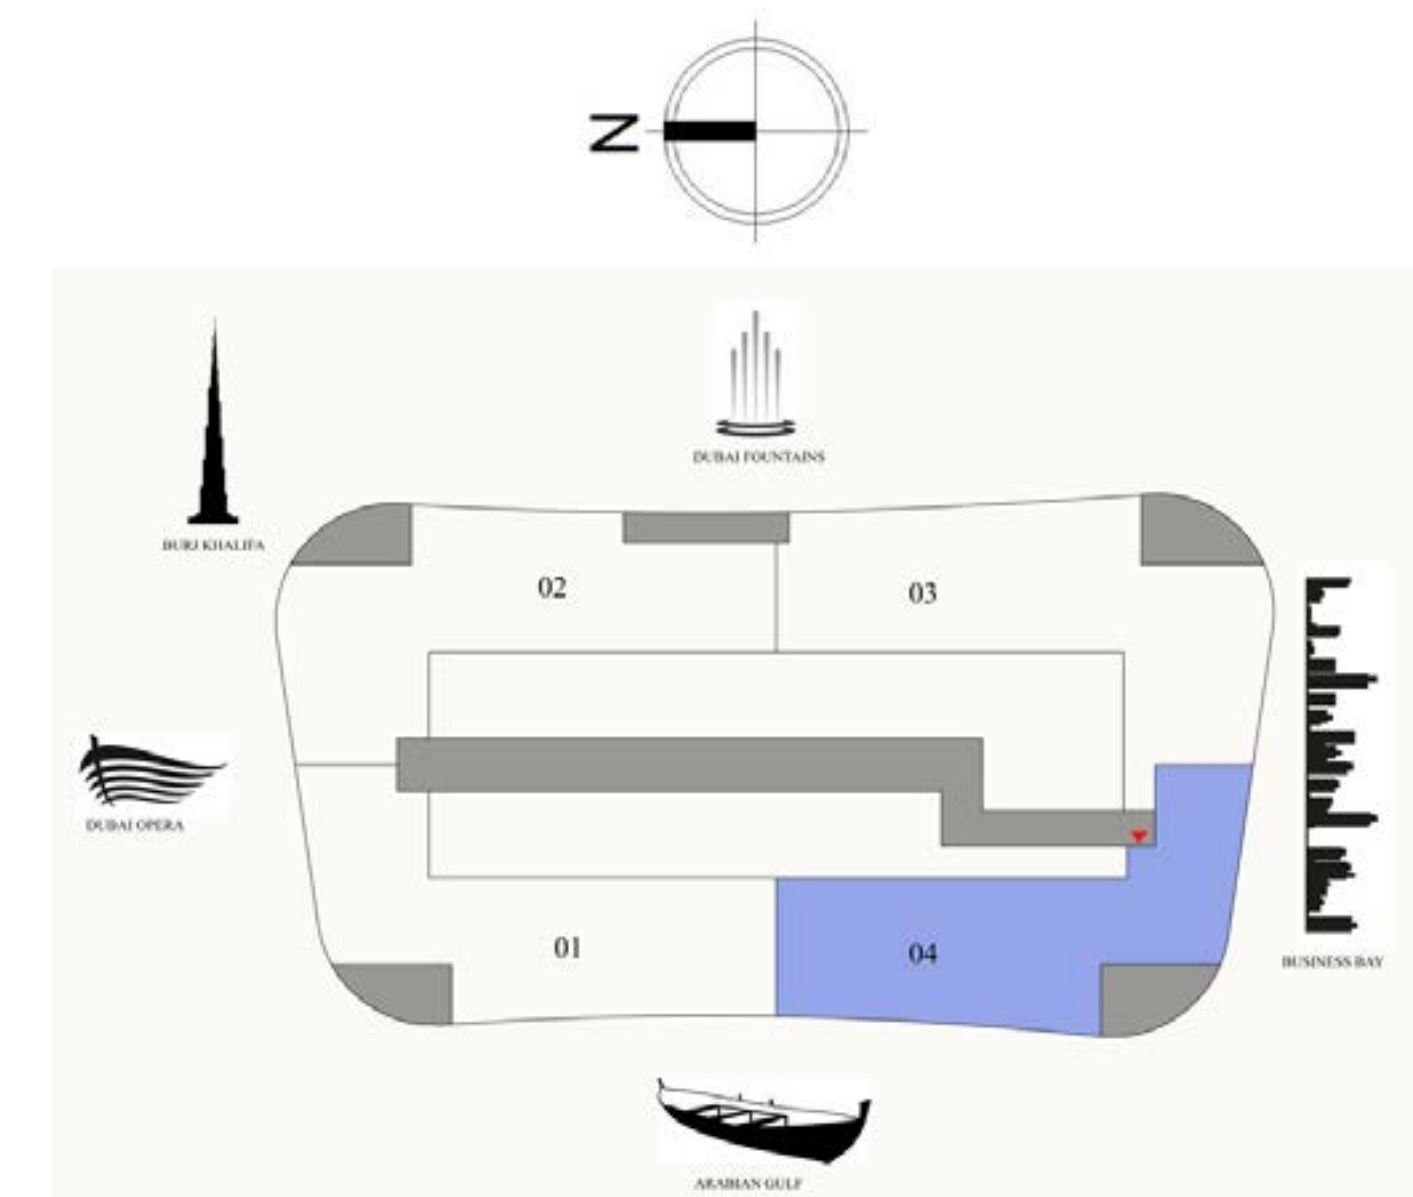 N
DUBAI FOUNTAINS
BURJ KHALIFA
02
03
DUBAI OPERA
01
04
BUSINESS BAY
ARABIAN GULF